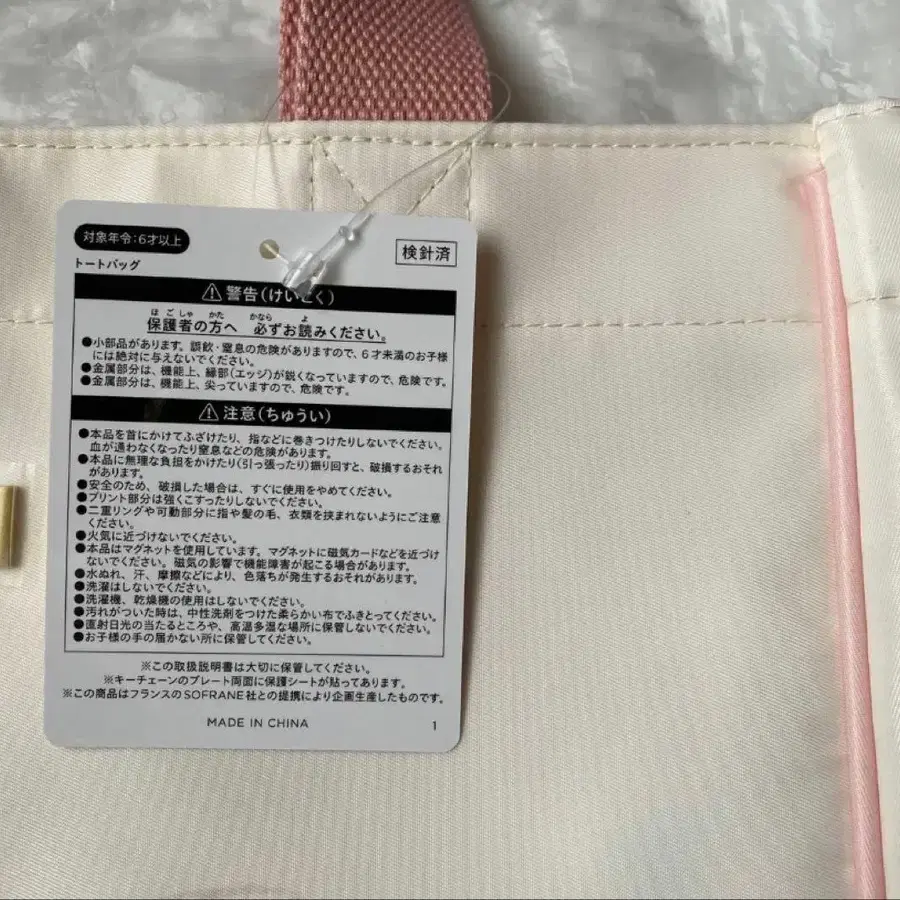 対象年令:6才以上
検針済
トートバッグ
⚠警告(けいこく)
保護者の方へ 必ずお読みください。
●小部品があります。誤飲・窒息の危険がありますので、6才未満のお子様
には絶対に与えないでください。
●金属部分は、機能上、縁部(エッジ)が鋭くなっていますので、危険です。
●金属部分は、機能上、尖っていますので、危険です。
⚠注意(ちゅうい)
●本品を首にかけてふざけたり、指などに巻きつけたりしないでください。
血が通わなくなったり窒息などの危険があります。
●本品に無理な負担をかけたり(引っ張ったり)振り回すと、破損するおそれ
があります。
●安全のため、破損した場合は、すぐに使用をやめてください。
●プリント部分は強くこすったりしないでください。
●二重リングや可動部分に指や髪の毛、衣類を挟まれないようにご注意
ください。
●火気に近づけないでください。
●本品はマグネットを使用しています。マグネットに磁気カードなどを近づけ
ないでください。磁気の影響で機能障害が起こる場合があります。
●水ぬれ、汗、摩擦などにより、色落ちが発生するおそれがあります。
●洗濯はしないでください。
●洗濯機、乾燥機の使用はしないでください。
●汚れがついた時は、中性洗剤をつけた柔らかい布でふきとってください。
●直射日光の当たるところや、高温多湿な場所に保管しないでください。
●お子様の手の届かない所に保管してください。
※この取扱説明書は大切に保管してください。
※キーチェーンのプレート両面に保護シートが貼ってあります。
※この商品はフランスのSOFRANE社との提携により企画生産したものです。
MADE IN CHINA 1